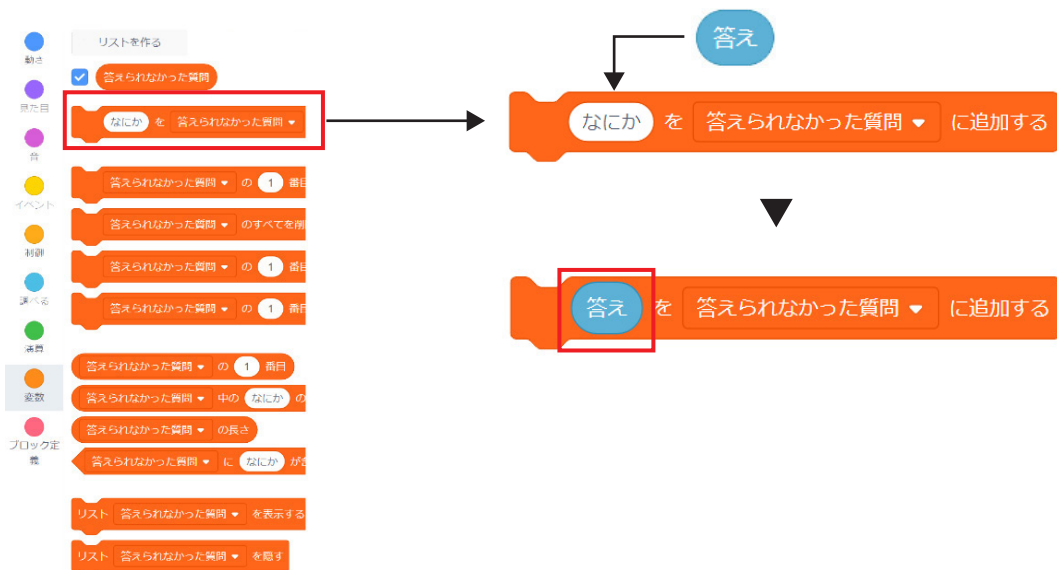 動き
見た目
音
イベント
制御
調べる
演算
変数
ブロック定
義
リストを作る
答えられなかった質問
なにか を 答えられなかった質問
答えられなかった質問 の 1 番目
答えられなかった質問 のすべてを削
答えられなかった質問 の 1 番目
答えられなかった質問 の 1 番目
答えられなかった質問 の 1 番目
答えられなかった質問 中の なにか の
答えられなかった質問 の長さ
答えられなかった質問 に なにか が含
リスト 答えられなかった質問 を表示する
リスト 答えられなかった質問 を隠す
答え
なにか を 答えられなかった質問 に追加する
答え を 答えられなかった質問 に追加する